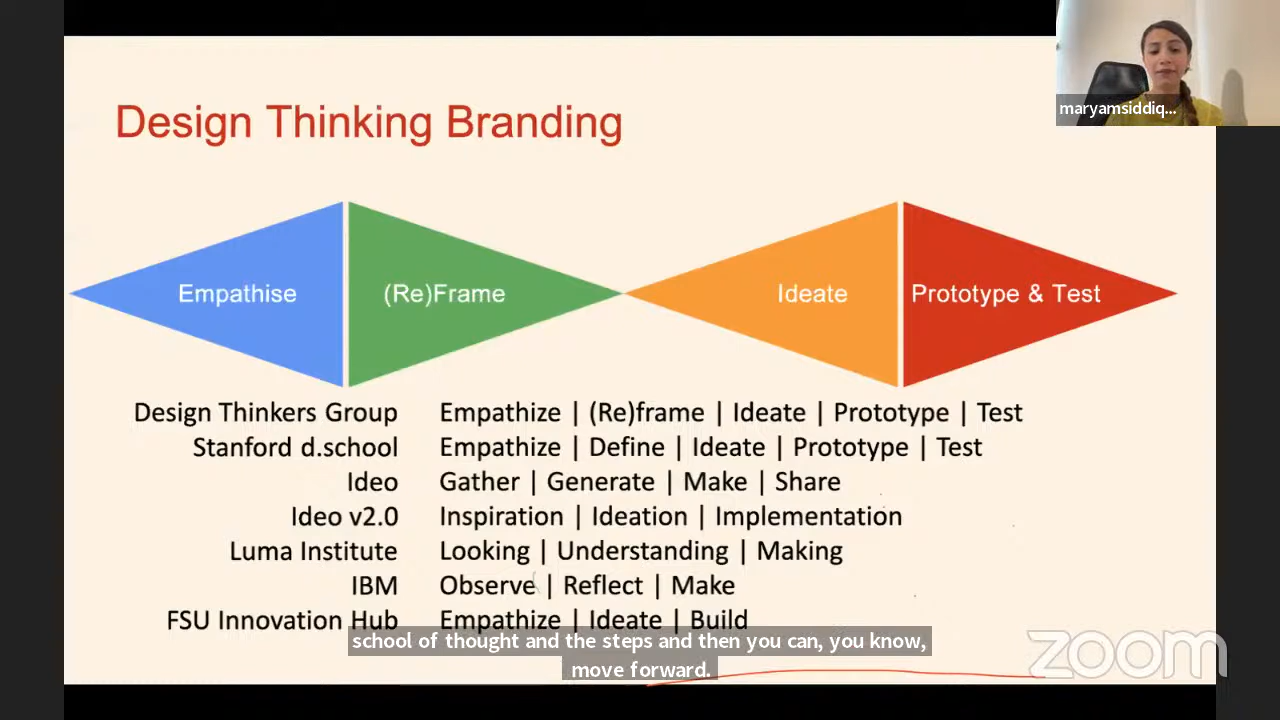 maryamsiddiq...
Design Thinking Branding
Empathise
(Re)Frame
Ideate
Prototype & Test
Design Thinkers Group Empathize | (Re)frame | Ideate | Prototype | Test
Stanford d.school Empathize | Define | Ideate | Prototype | Test
Ideo Gather | Generate | Make | Share
Ideo v2.0 Inspiration | Ideation | Implementation
Luma Institute Looking | Understanding | Making
IBM Observe | Reflect | Make
FSU Innovation Hub Empathize | Ideate | Build
school of thought and the steps and then you can, you know,
move forward.
zoom